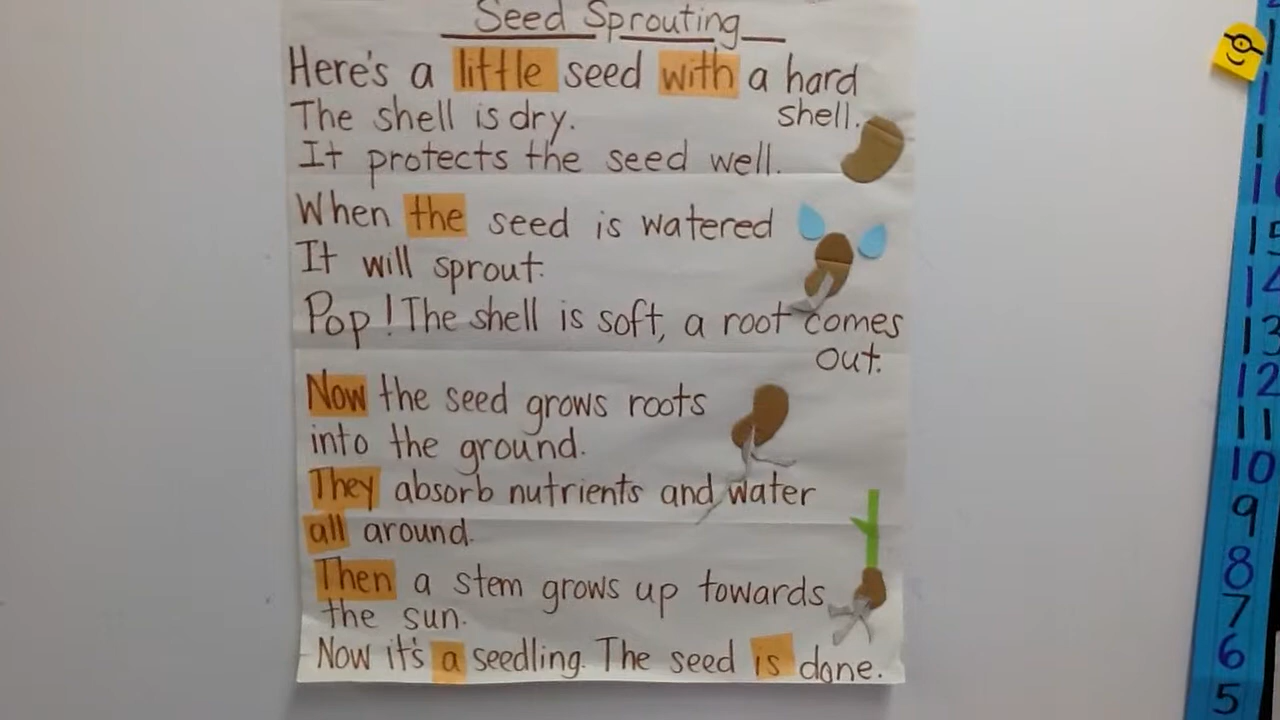 Seed Sprouting
Here's a little seed with a hard
shell.
The shell is dry.
It protects the seed well.
When the seed is watered
It will sprout.
Pop! The shell is soft, a root comes
out.
Now the seed grows roots
into the ground.
They absorb nutrients and water
all around.
Then a stem grows up towards
the sun.
Now it's a seedling. The seed is done.
15
14
13
12
11
10
9
8
7
6
5